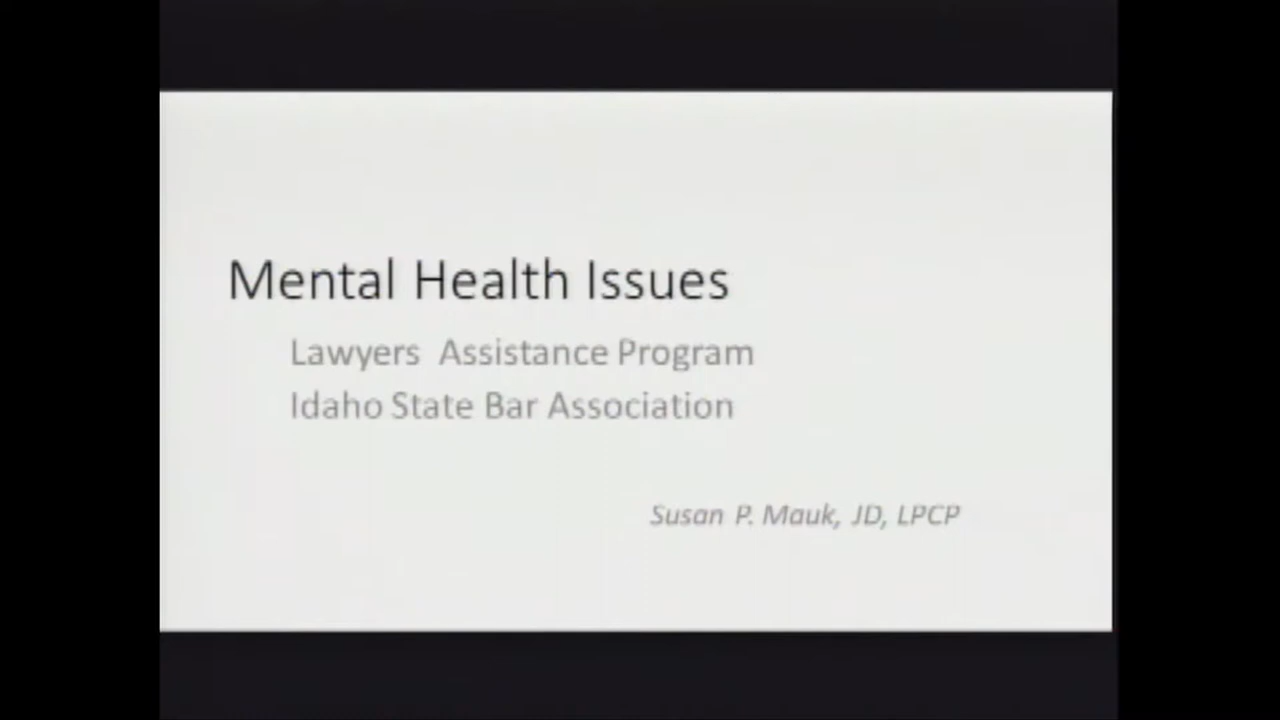 Mental Health Issues
Lawyers Assistance Program
Idaho State Bar Association
Susan P. Mauk, JD, LPCP